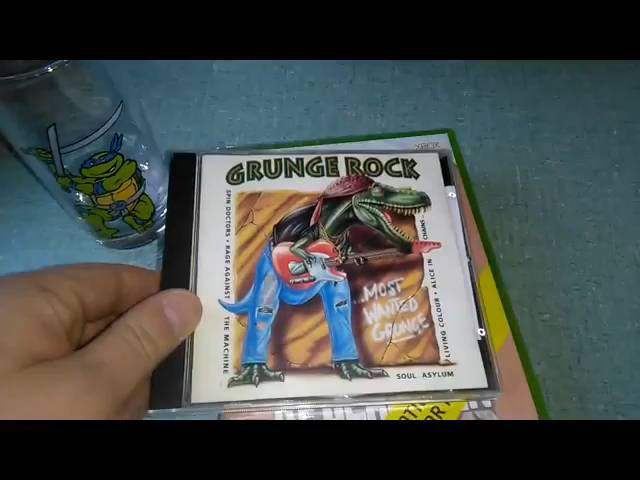 XBOX
GRUNGE ROCK
SPIN DOCTORS · RAGE AGAINST THE MACHINE
...MOST
WANTED
GRUNGE
LIVING COLOUR · ALICE IN CHAINS ·
SOUL ASYLUM